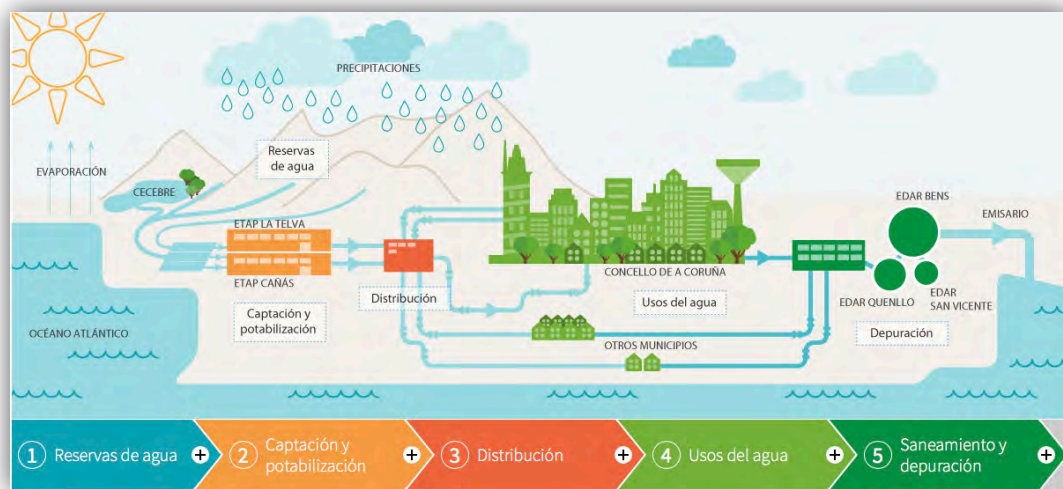 PRECIPITACIONES
Reservas
de agua
EVAPORACIÓN
CECEBRE
ETAP LA TELVA
ETAP CAÑÁS
Captación y
potabilización
Distribución
CONCELLO DE A CORUÑA
Usos del agua
OTROS MUNICIPIOS
EDAR BENS
EMISARIO
EDAR QUENLLO
EDAR
SAN VICENTE
Depuración
OCÉANO ATLÁNTICO
1 Reservas de agua +
2 Captación y
potabilización +
3 Distribución +
4 Usos del agua +
5 Saneamiento y
depuración +